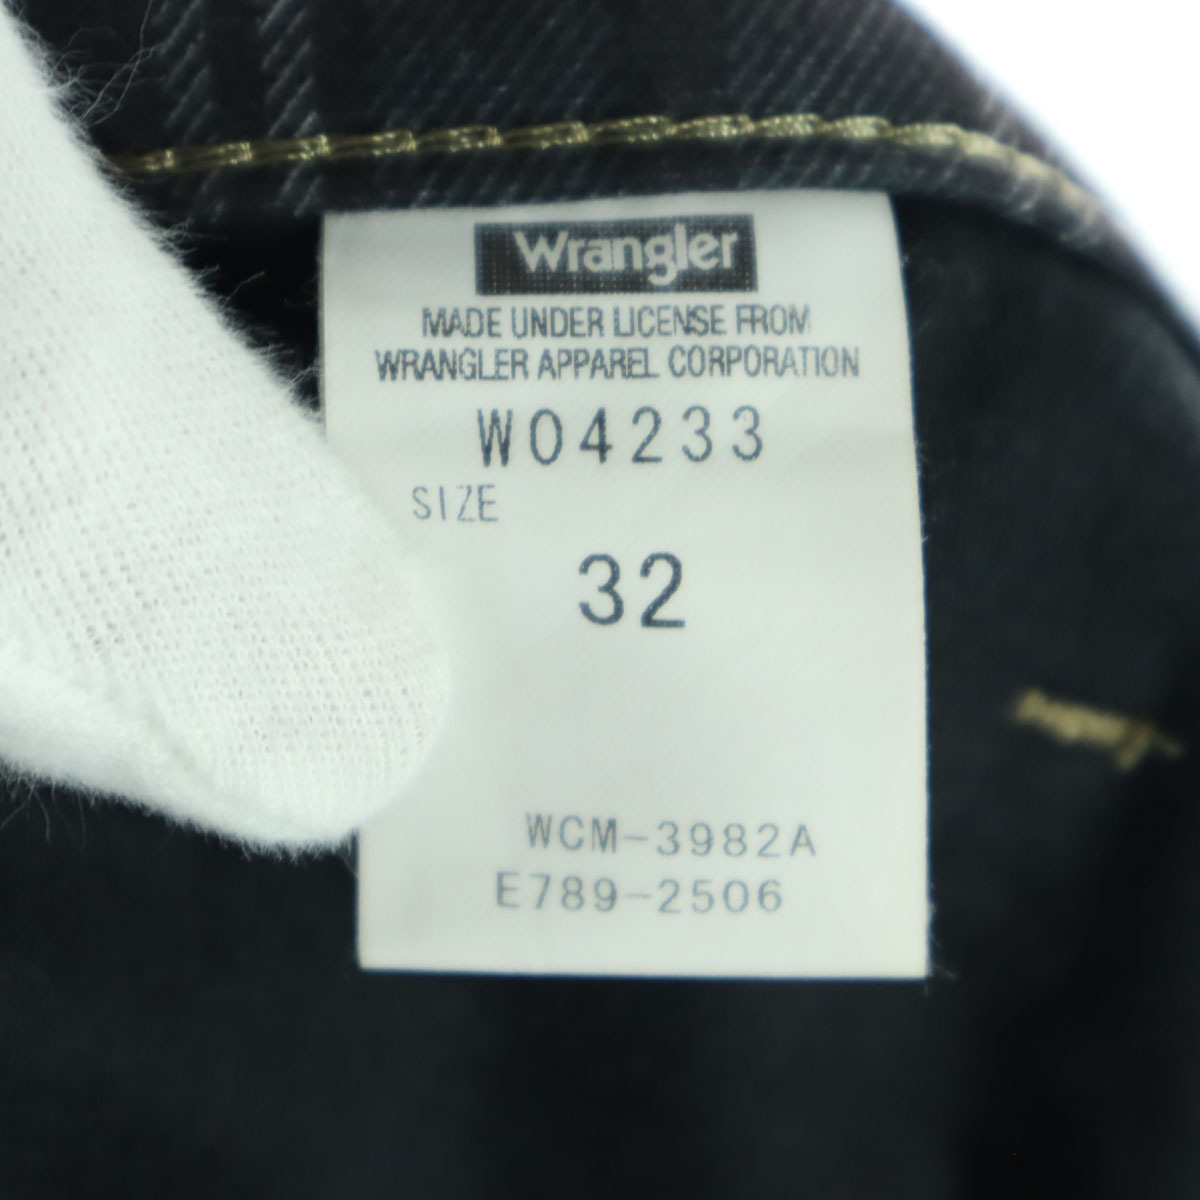 Wrangler
MADE UNDER LICENSE FROM
WRANGLER APPAREL CORPORATION
W04233
SIZE
32
WCM-3982A
E789-2506